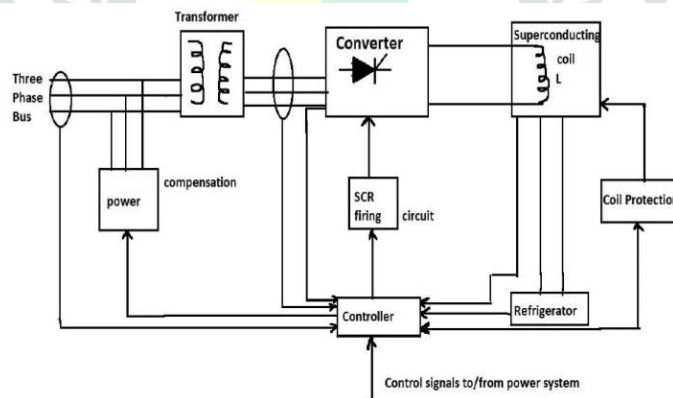 Transformer
Converter
Superconducting
coil
L
Three
Phase
Bus
compensation
power
SCR
firing
circuit
Coil Protection
Controller
Refrigerator
Control signals to/from power system